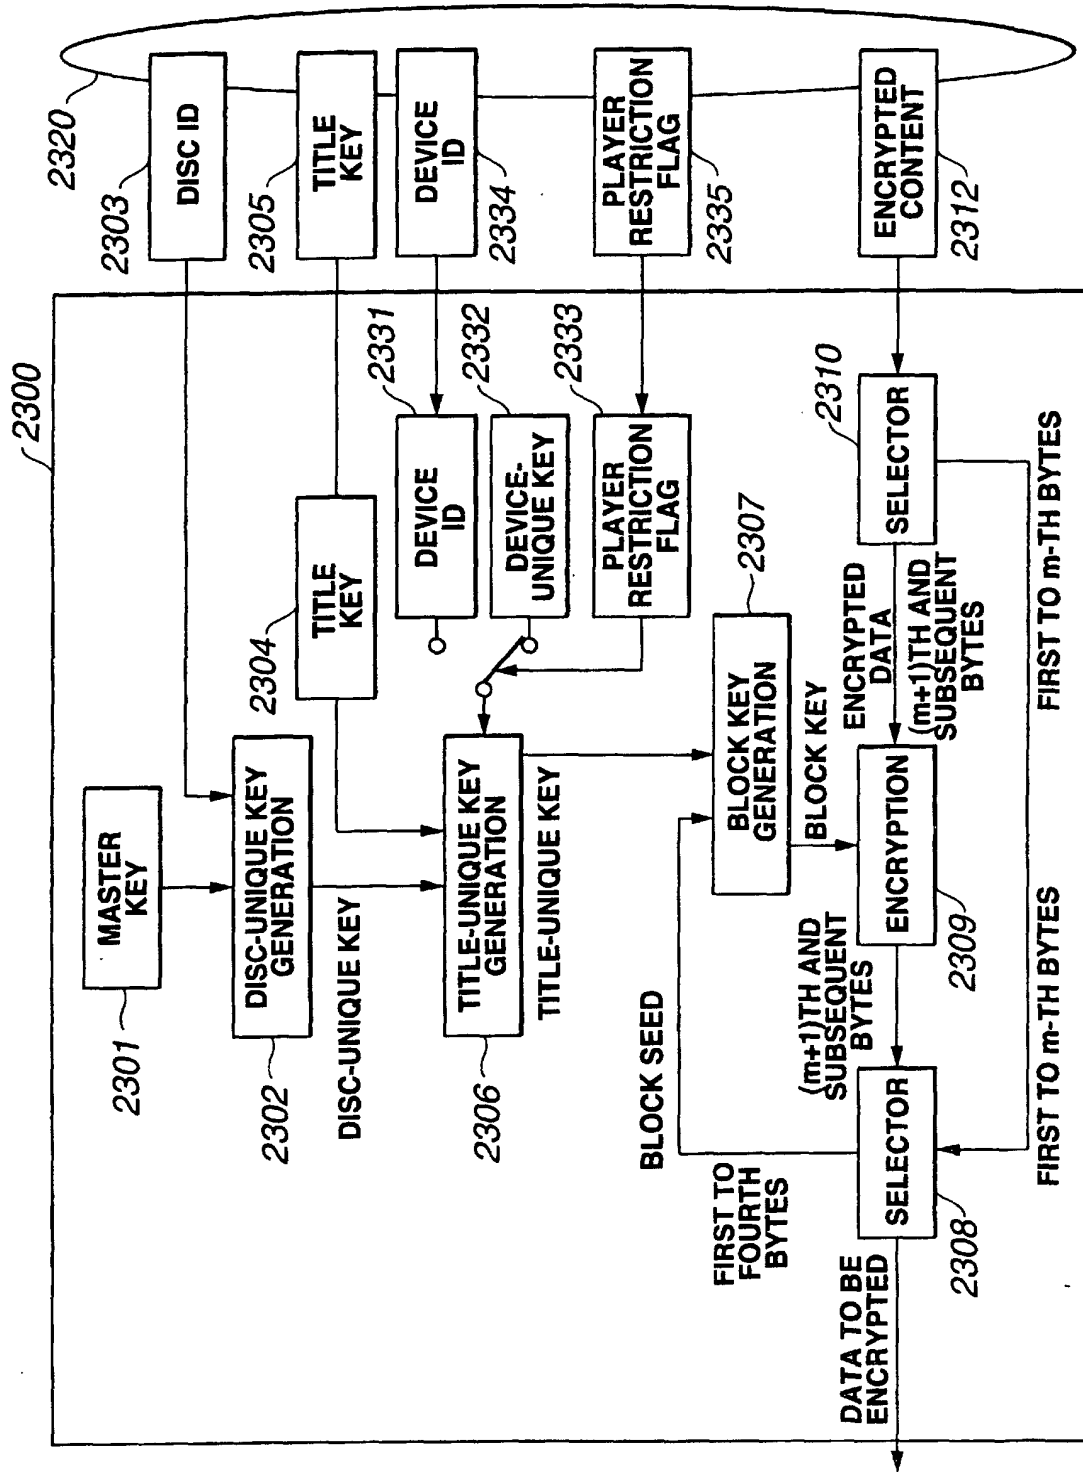 2300
2320
MASTER
KEY
2301
DISC-UNIQUE KEY
GENERATION
2302
DISC-UNIQUE KEY
DISC ID
2303
TITLE
KEY
2304
TITLE
KEY
2305
TITLE-UNIQUE KEY
GENERATION
2306
TITLE-UNIQUE KEY
DEVICE
ID
2331
DEVICE
ID
2334
DEVICE-
UNIQUE KEY
2332
PLAYER
RESTRICTION
FLAG
2333
PLAYER
RESTRICTION
FLAG
2335
BLOCK SEED
BLOCK KEY
GENERATION
2307
BLOCK KEY
FIRST TO
FOURTH
BYTES
DATA TO BE
ENCRYPTED
SELECTOR
2308
(m+1)TH AND
SUBSEQUENT
BYTES
ENCRYPTION
2309
ENCRYPTED
DATA
(m+1)TH AND
SUBSEQUENT
BYTES
SELECTOR
2310
ENCRYPTED
CONTENT
2312
FIRST TO m-TH BYTES
FIRST TO m-TH BYTES